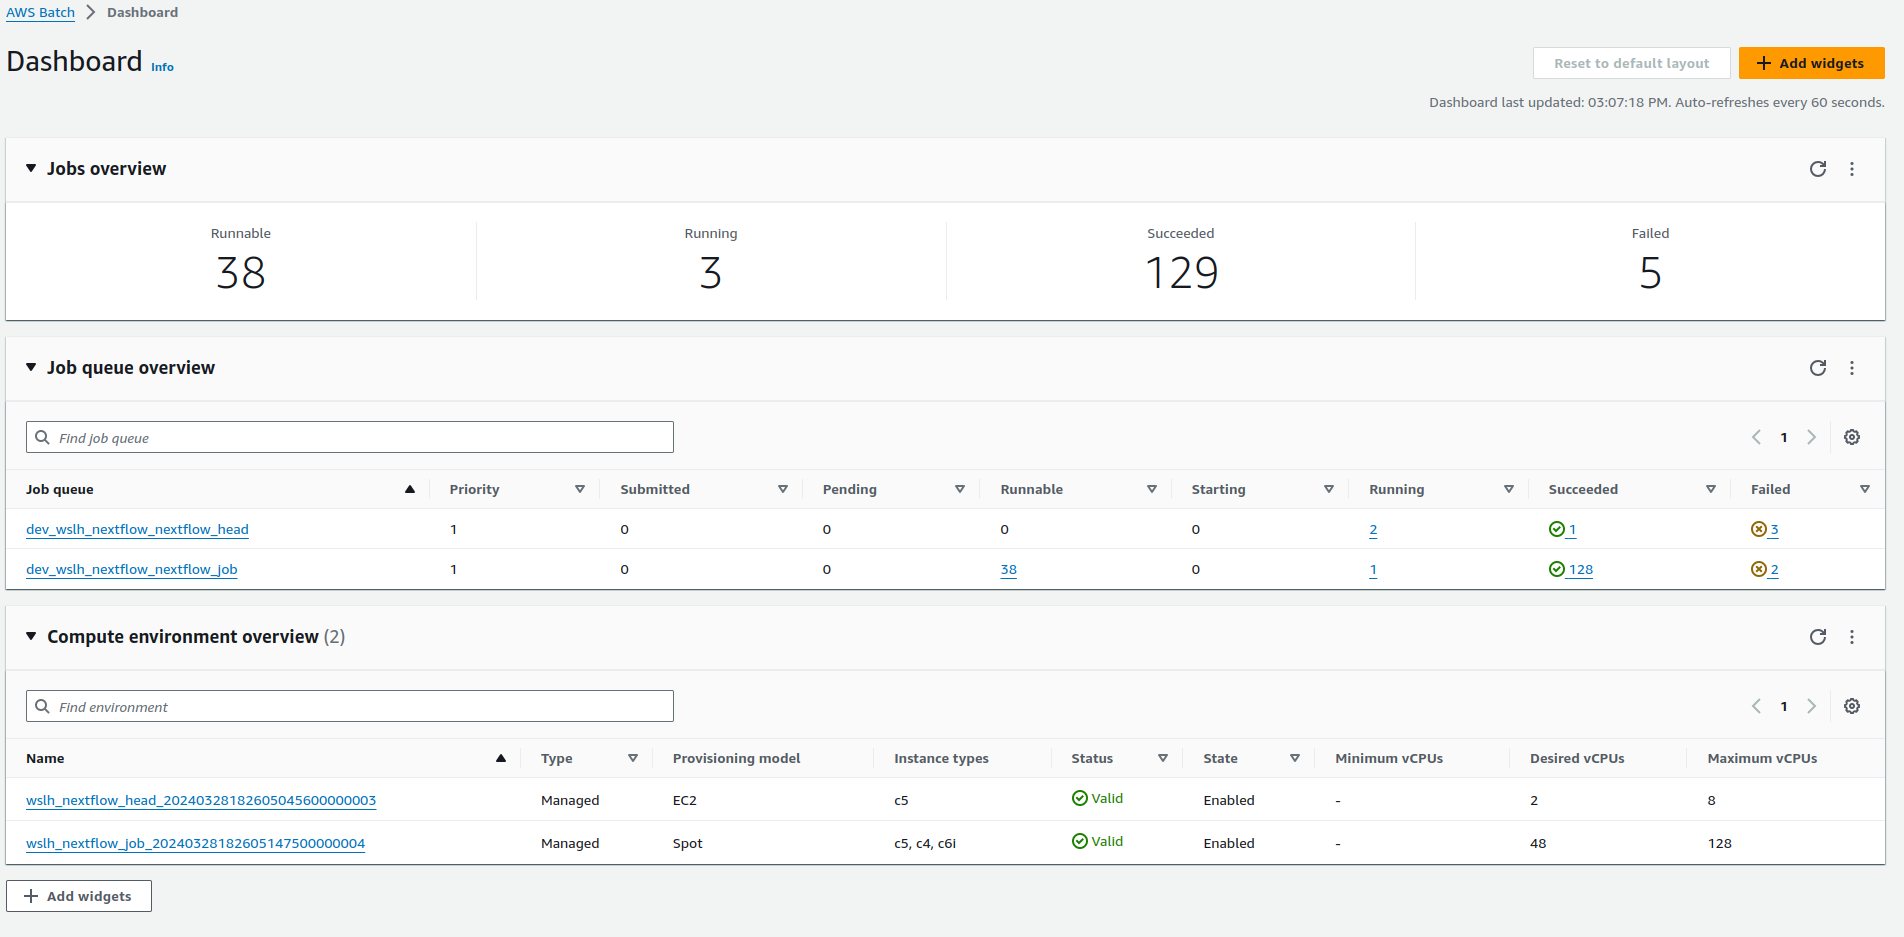 AWS Batch > Dashboard
Dashboard Info
Reset to default layout
Add widgets
Dashboard last updated: 03:07:18 PM. Auto-refreshes every 60 seconds.
Jobs overview
Runnable Running Succeeded Failed
38 3 129 5
Job queue overview
Find job queue
1
Job queue Priority Submitted Pending Runnable Starting Running Succeeded Failed
dev_wslh_nextflow_nextflow_head 1 0 0 0 0 2 1 3
dev_wslh_nextflow_nextflow_job 1 0 0 38 0 1 128 2
Compute environment overview (2)
Find environment
1
Name Type Provisioning model Instance types Status State Minimum vCPUs Desired vCPUs Maximum vCPUs
wslh_nextflow_head_20240328182605045600000003 Managed EC2 c5 Valid Enabled - 2 8
wslh_nextflow_job_20240328182605147500000004 Managed Spot c5, c4, c6i Valid Enabled - 48 128
Add widgets